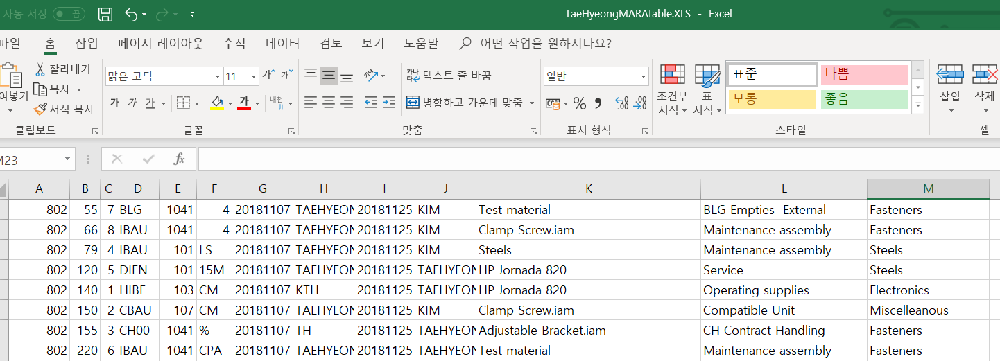 자동 저장 끔 TaeHyeongMARAtable.XLS - Excel
파일 홈 삽입 페이지 레이아웃 수식 데이터 검토 보기 도움말 어떤 작업을 원하시나요?
잘라내기 맑은 고딕 11 가 가 가나다 텍스트 줄 바꿈 일반 표준 나쁨
여넣기 복사 조건부 서식 표 서식 삽입 삭제
서식 복사 가 가 가 가 내천 川 병합하고 가운데 맞춤 % , .00 .00 보통 좋음
클립보드 글꼴 맞춤 표시 형식 스타일 셀
M23 fx
A B C D E F G H I J K L M
802 55 7 BLG 1041 4 20181107 TAEHYEON 20181125 KIM Test material BLG Empties  External Fasteners
802 66 8 IBAU 1041 4 20181107 TAEHYEON 20181125 KIM Clamp Screw.iam Maintenance assembly Fasteners
802 79 4 IBAU 101 LS 20181107 TAEHYEON 20181125 KIM Steels Maintenance assembly Steels
802 120 5 DIEN 101 15M 20181107 TAEHYEON 20181125 TAEHYEON HP Jornada 820 Service Steels
802 140 1 HIBE 103 CM 20181107 KTH 20181125 TAEHYEON HP Jornada 820 Operating supplies Electronics
802 150 2 CBAU 107 CM 20181107 TAEHYEON 20181125 KIM Clamp Screw.iam Compatible Unit Miscelleanous
802 155 3 CH00 1041 % 20181107 TH 20181125 TAEHYEON Adjustable Bracket.iam CH Contract Handling Fasteners
802 220 6 IBAU 1041 CPA 20181107 TAEHYEON 20181125 TAEHYEON Test material Maintenance assembly Fasteners